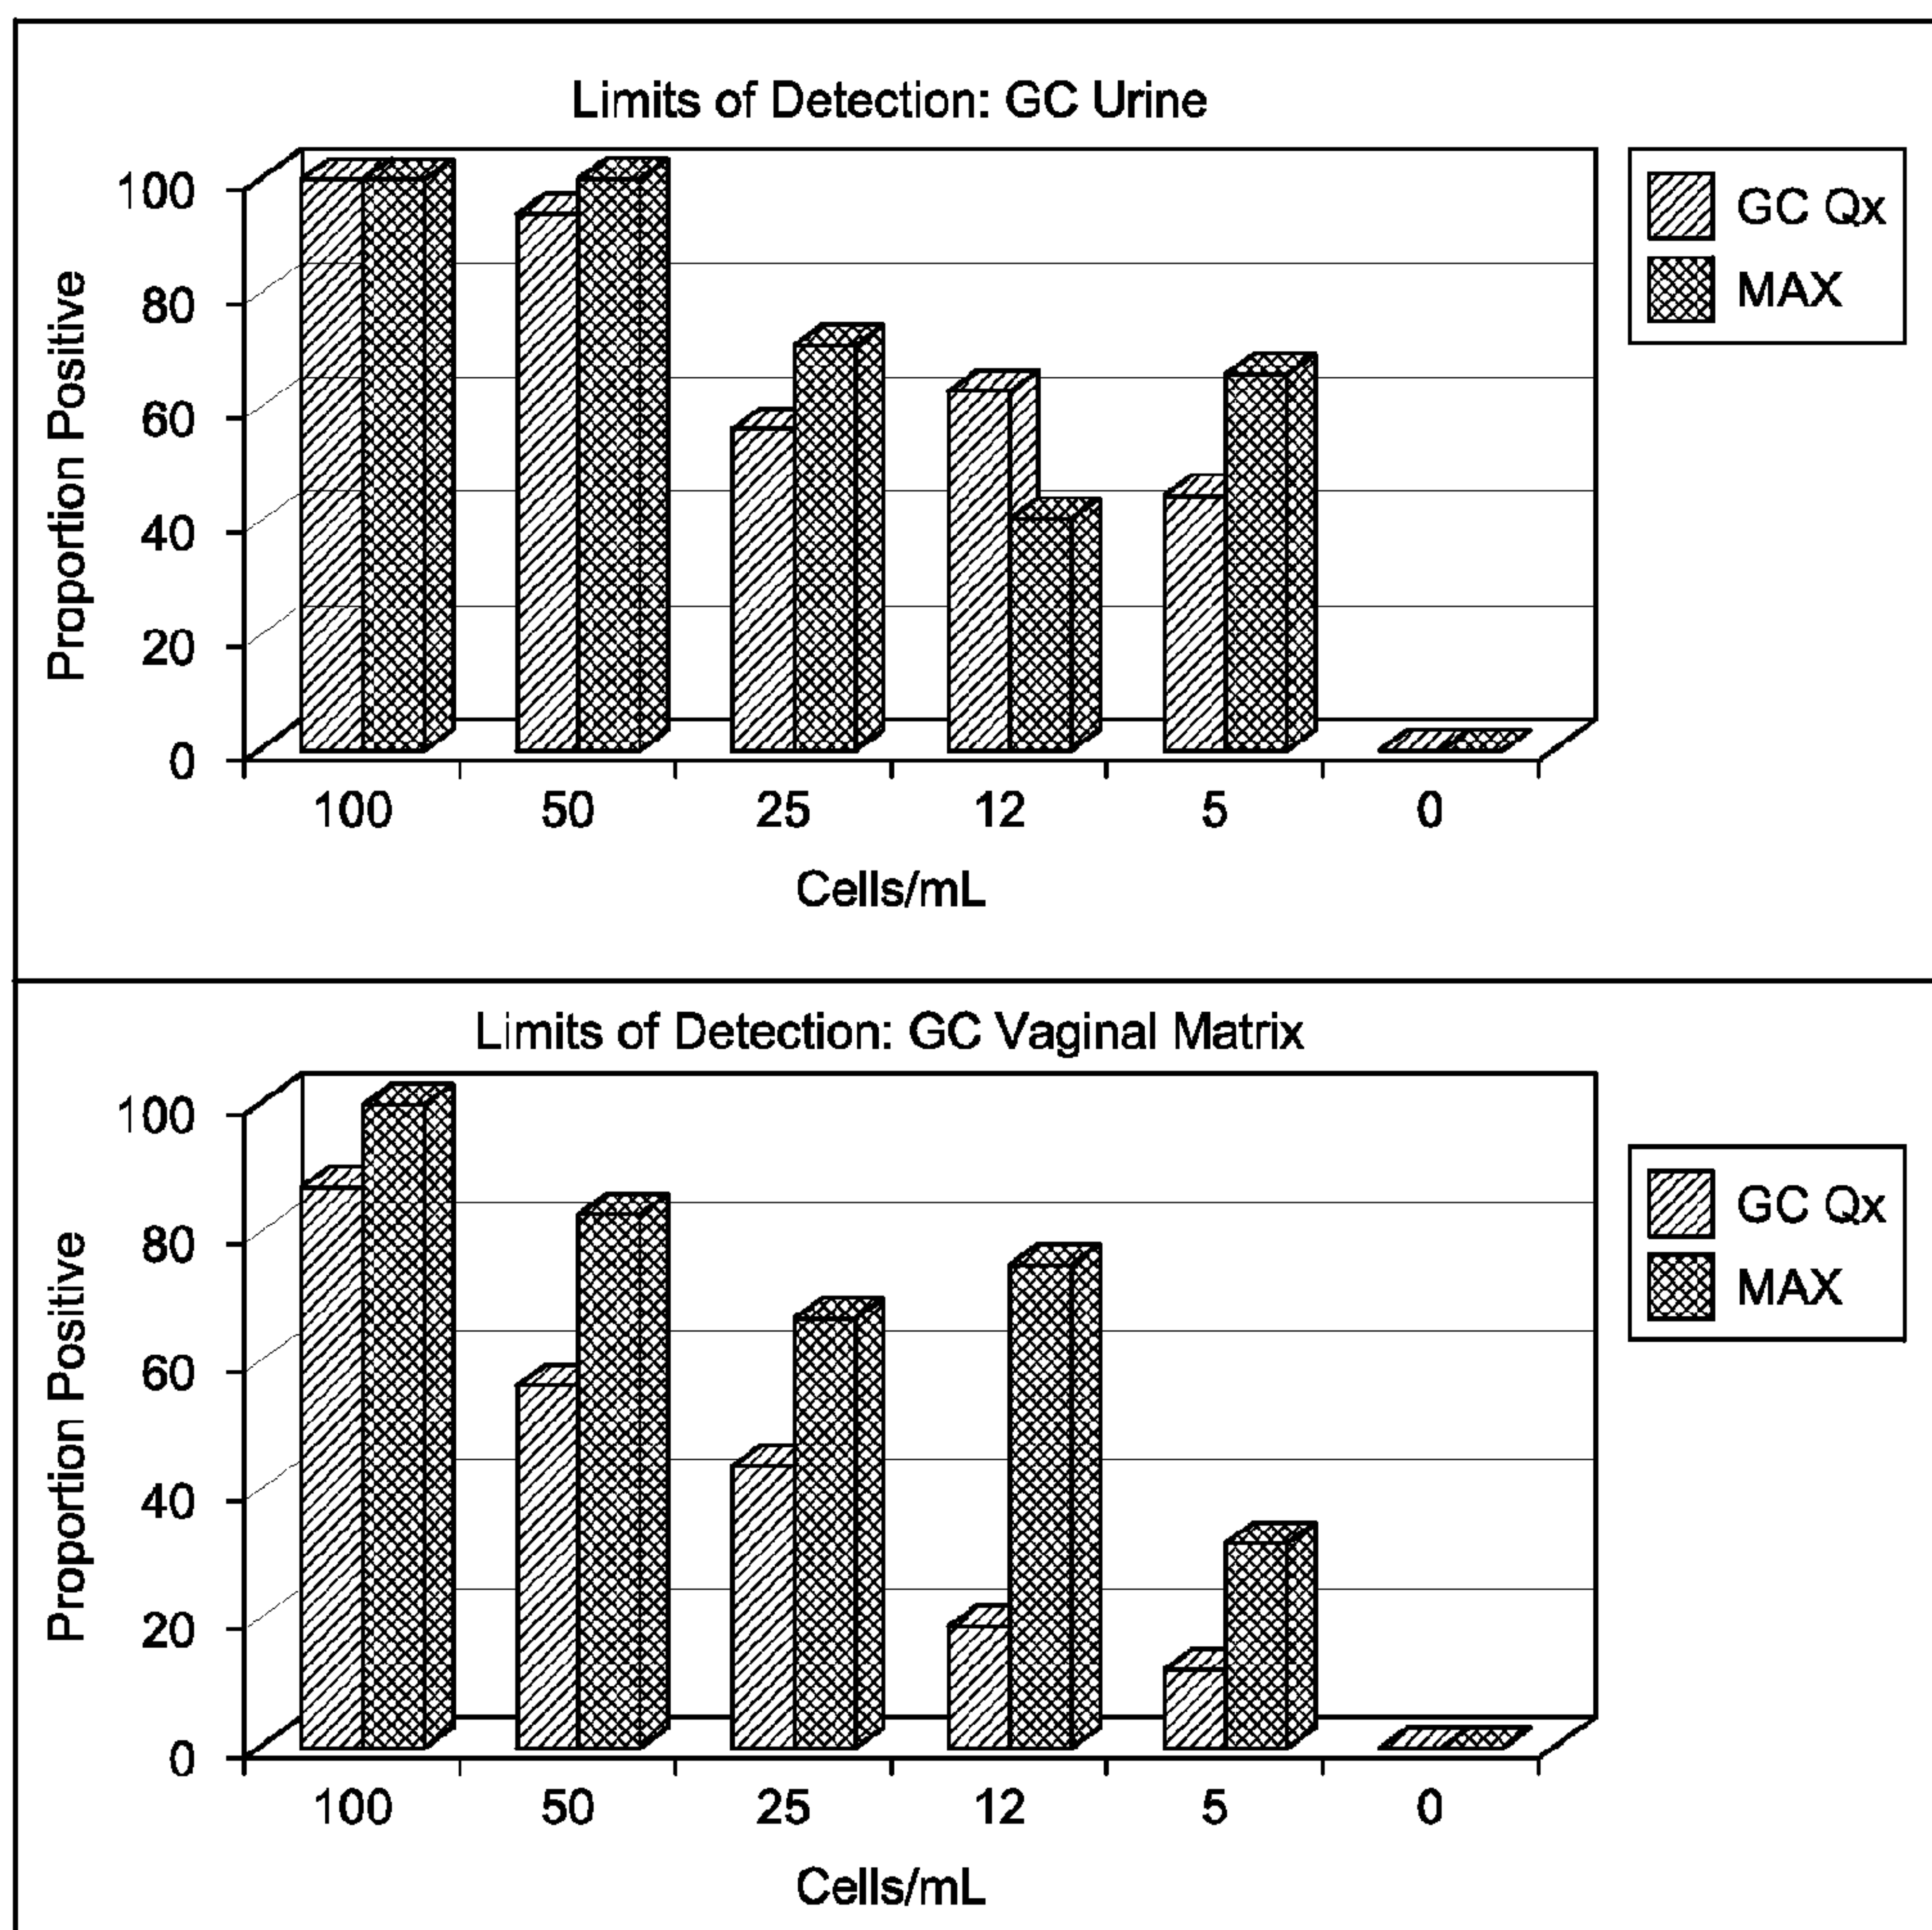 Limits of Detection: GC Urine
GC Qx
MAX
Proportion Positive
100
80
60
40
20
0
100 50 25 12 5 0
Cells/mL
Limits of Detection: GC Vaginal Matrix
GC Qx
MAX
Proportion Positive
100
80
60
40
20
0
100 50 25 12 5 0
Cells/mL